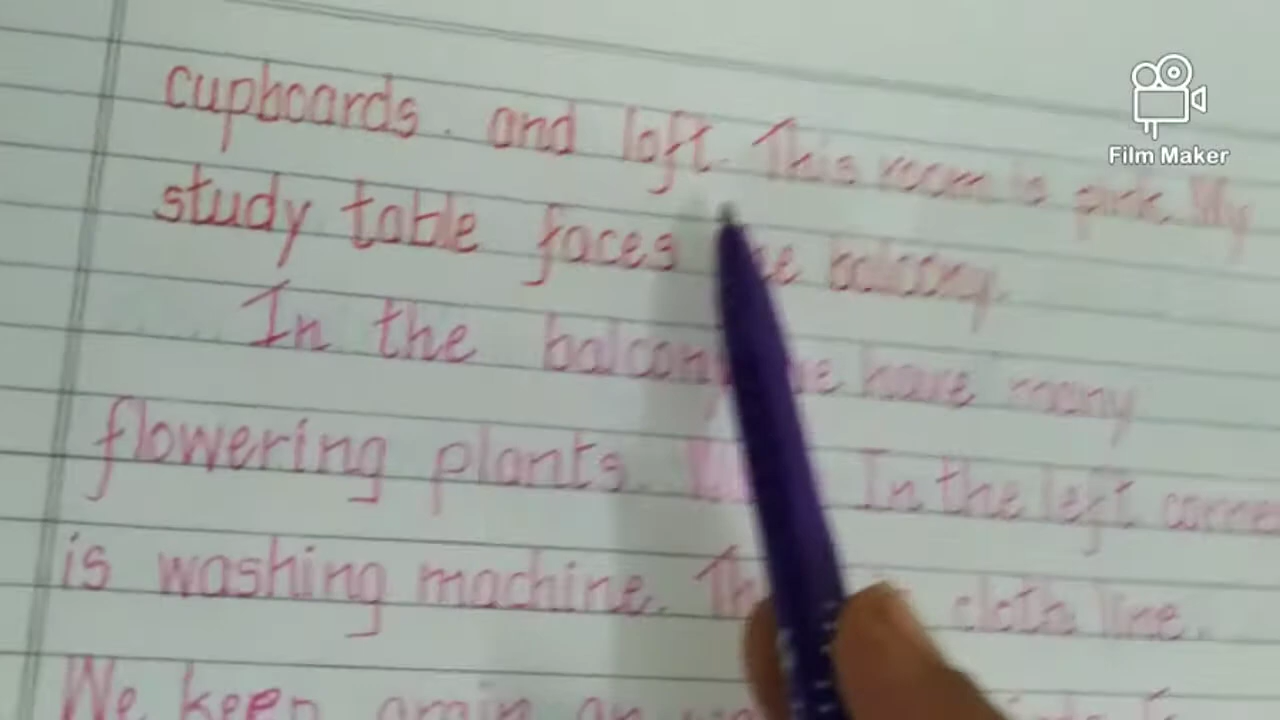 cupboards. and loft. This room is pink. My
study table faces the balcony.
In the balcony we have many
flowering plants. In the left corner
is washing machine. cloth line.
We keep grain
Film Maker